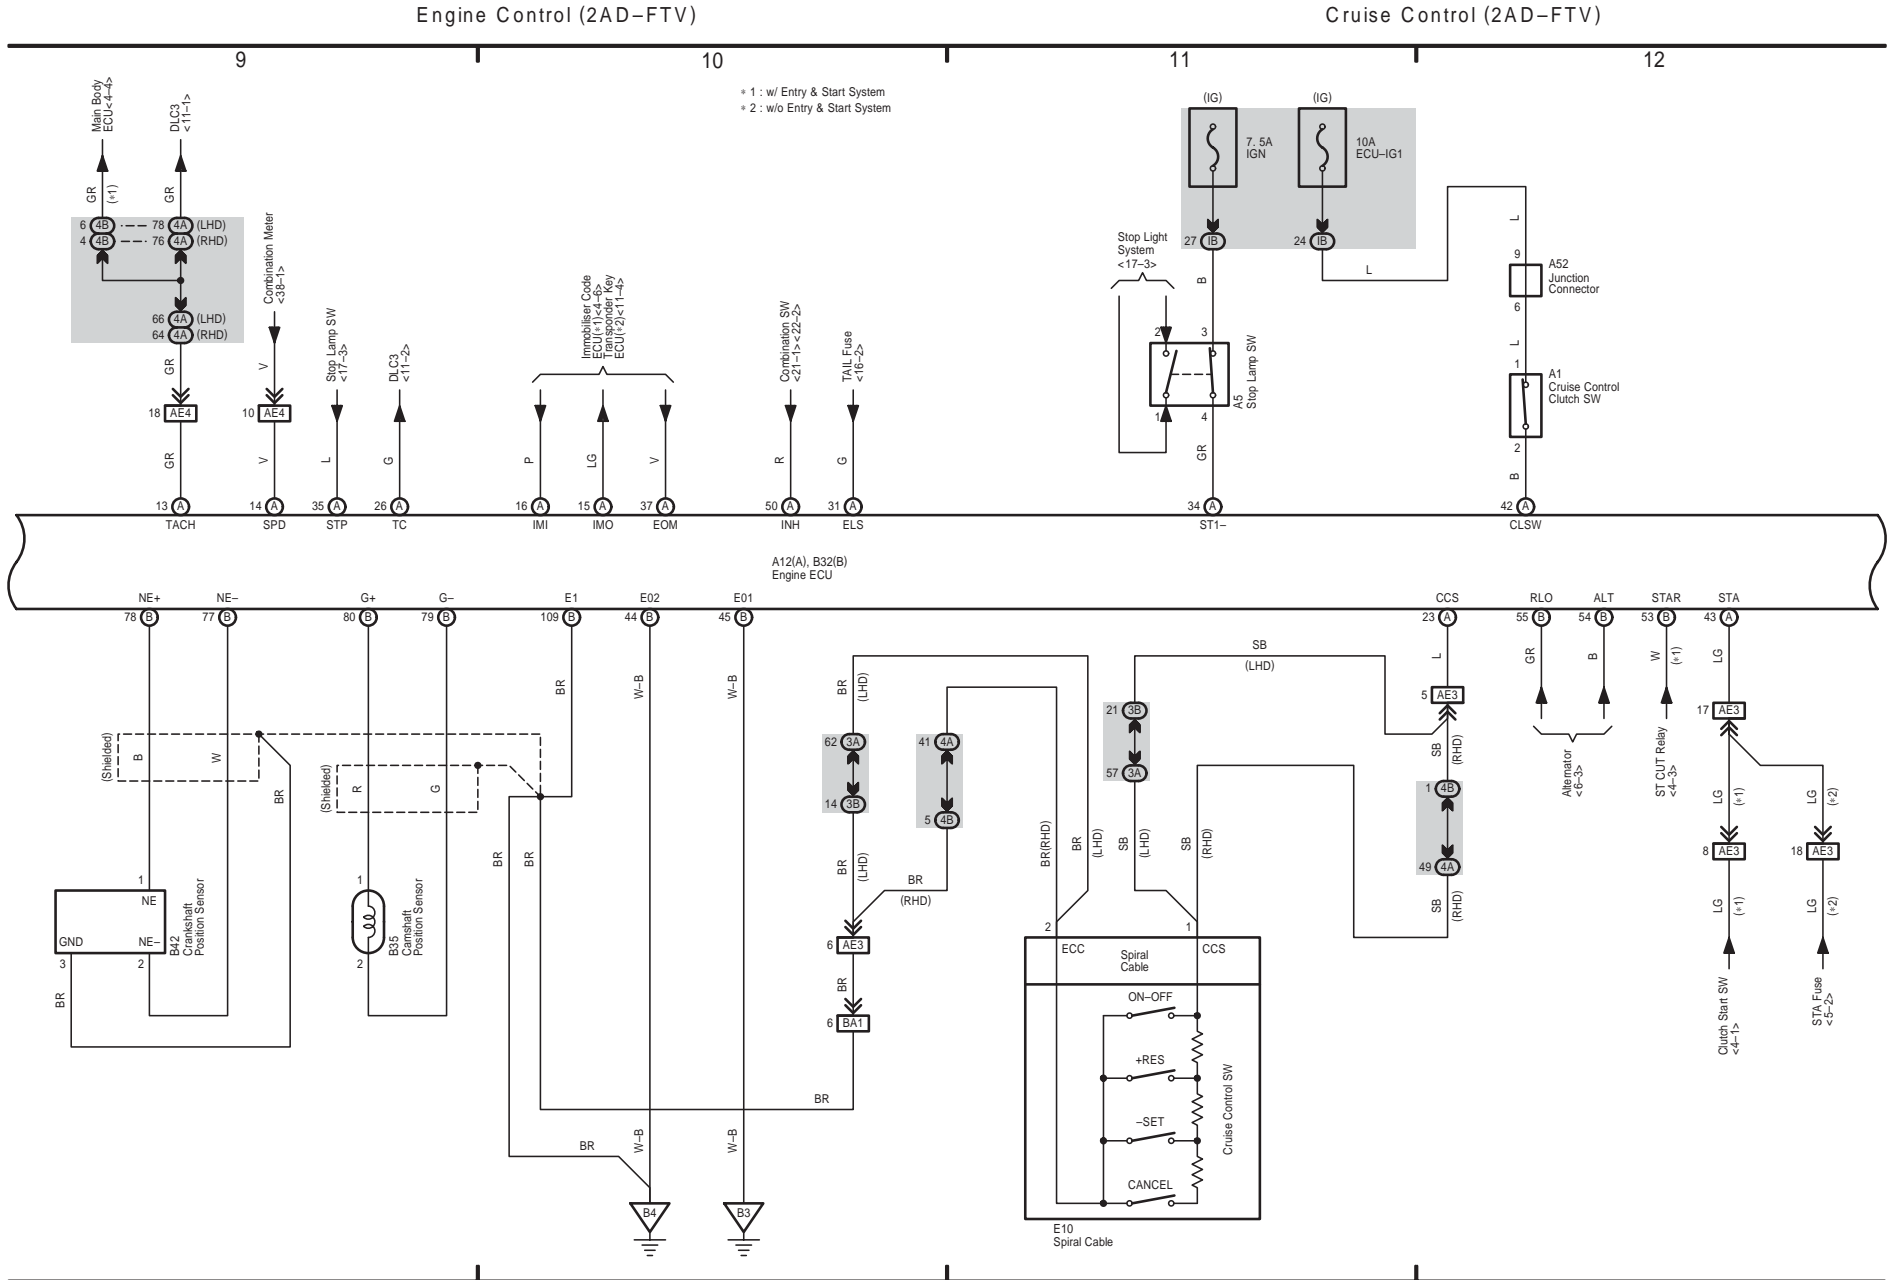 Engine Control (2AD–FTV)
Cruise Control (2AD–FTV)
9
10
11
12
∗ 1 : w/ Entry & Start System
∗ 2 : w/o Entry & Start System
Main Body
ECU<4–4>
DLC3
<11–1>
GR
(∗1)
GR
6 4B 78 4A (LHD)
4 4B 76 4A (RHD)
66 4A (LHD)
64 4A (RHD)
GR
18 AE4
GR
Combination Meter
<38–1>
V
10 AE4
V
Stop Lamp SW
<17–3>
L
DLC3
<11–2>
G
Immobiliser Code
ECU(∗1)<4–6>
Transponder Key
ECU(∗2)<11–4>
P
LG
V
Combination SW
<21–1><22–2>
R
TAIL Fuse
<16–2>
G
(IG)
7. 5A
IGN
(IG)
10A
ECU–IG1
27 IB
24 IB
Stop Light
System
<17–3>
B
L
2
3
1
4
A5
Stop Lamp SW
GR
L
9
A52
Junction
Connector
6
L
1
A1
Cruise Control
Clutch SW
2
B
13 A
14 A
35 A
26 A
16 A
15 A
37 A
50 A
31 A
34 A
42 A
TACH
SPD
STP
TC
IMI
IMO
EOM
INH
ELS
ST1–
CLSW
A12(A), B32(B)
Engine ECU
NE+
NE–
G+
G–
E1
E02
E01
CCS
RLO
ALT
STAR
STA
78 B
77 B
80 B
79 B
109 B
44 B
45 B
23 A
55 B
54 B
53 B
43 A
(Shielded)
B
W
BR
(Shielded)
R
G
BR
W–B
W–B
BR
BR
1
NE
GND
NE–
3
2
B42
Crankshaft
Position Sensor
BR
1
2
B35
Camshaft
Position Sensor
BR
(LHD)
62 3A
14 3B
41 4A
5 4B
BR
(LHD)
BR
(RHD)
6 AE3
BR
6 BA1
BR
BR
W–B
W–B
B4
B3
BR(RHD)
BR
(LHD)
SB
(LHD)
21 3B
57 3A
SB
(LHD)
SB
(RHD)
2
1
ECC
CCS
Spiral
Cable
ON–OFF
+RES
–SET
CANCEL
Cruise Control SW
E10
Spiral Cable
L
5 AE3
SB
(RHD)
1 4B
49 4A
SB
(RHD)
GR
B
Alternator
<6–3>
W
(∗1)
ST CUT Relay
<4–3>
LG
17 AE3
LG
(∗1)
LG
(∗2)
8 AE3
18 AE3
LG
(∗1)
LG
(∗2)
Clutch Start SW
<4–1>
STA Fuse
<5–2>